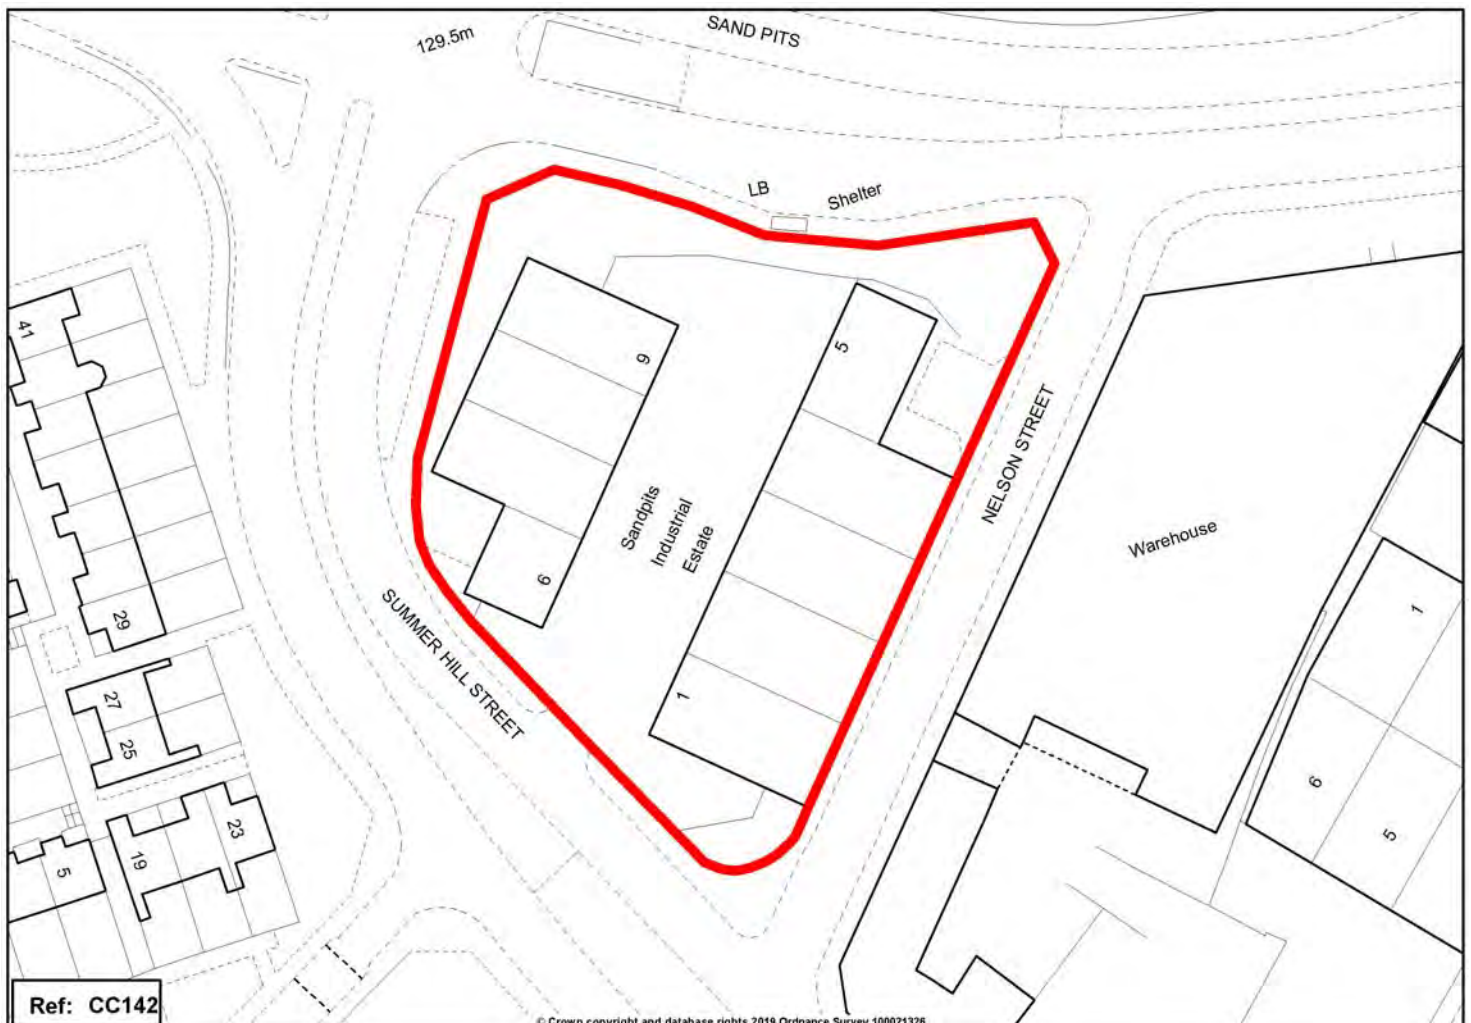 129.5m
SAND PITS
LB
Shelter
41
9
5
Sandpits
Industrial
Estate
NELSON STREET
Warehouse
6
1
29
SUMMER HILL STREET
27
25
1
6
5
23
19
5
Ref: CC142
© Crown copyright and database rights 2019 Ordnance Survey 100021326